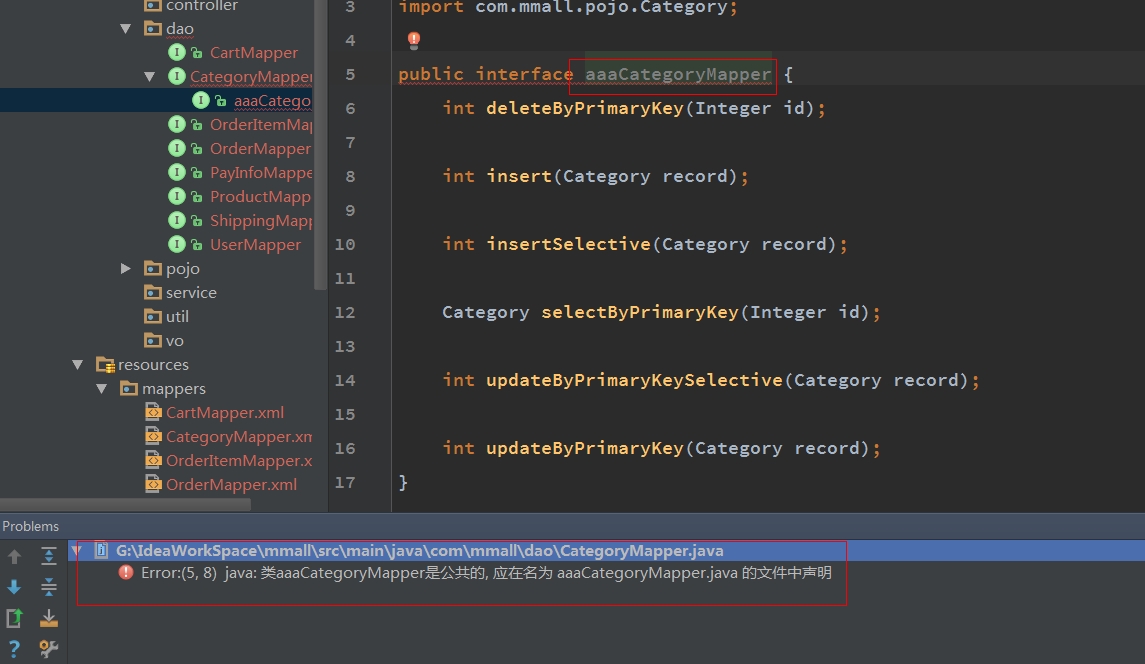 controller
dao
CartMapper
CategoryMapper
aaaCatego
OrderItemMap
OrderMapper
PayInfoMappe
ProductMapp
ShippingMapp
UserMapper
pojo
service
util
vo
resources
mappers
CartMapper.xml
CategoryMapper.xm
OrderItemMapper.x
OrderMapper.xml
3 import com.mmall.pojo.Category;
4
5 public interface aaaCategoryMapper {
6 int deleteByPrimaryKey(Integer id);
7
8 int insert(Category record);
9
10 int insertSelective(Category record);
11
12 Category selectByPrimaryKey(Integer id);
13
14 int updateByPrimaryKeySelective(Category record);
15
16 int updateByPrimaryKey(Category record);
17 }
Problems
G:\IdeaWorkSpace\mmall\src\main\java\com\mmall\dao\CategoryMapper.java
Error:(5, 8) java: 类aaaCategoryMapper是公共的, 应在名为 aaaCategoryMapper.java 的文件中声明